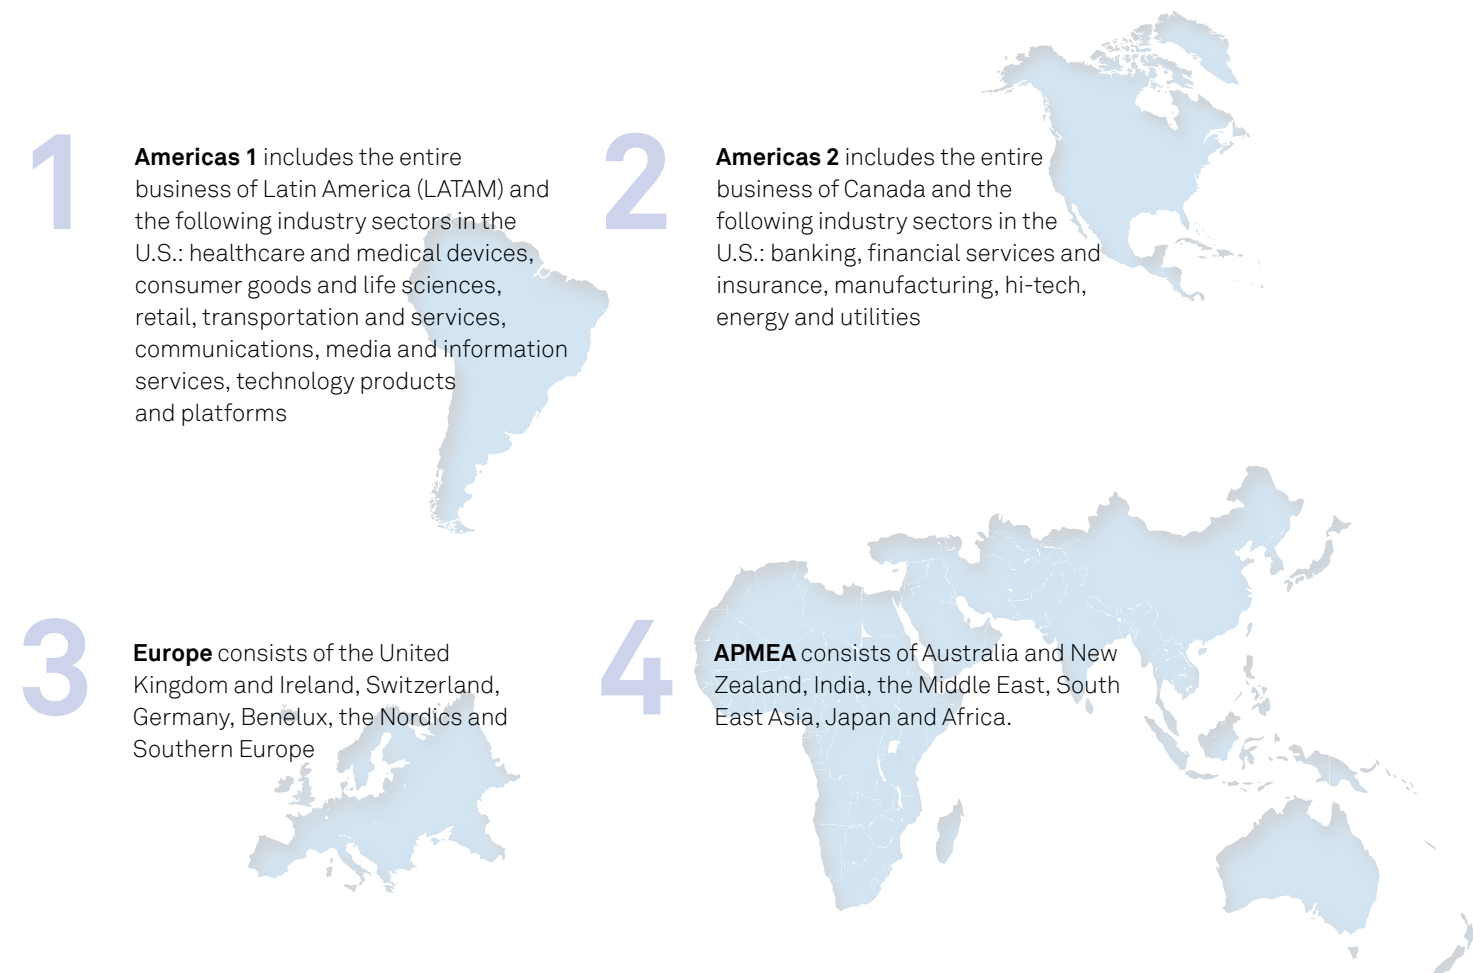 1
Americas 1 includes the entire
business of Latin America (LATAM) and
the following industry sectors in the
U.S.: healthcare and medical devices,
consumer goods and life sciences,
retail, transportation and services,
communications, media and information
services, technology products
and platforms
2
Americas 2 includes the entire
business of Canada and the
following industry sectors in the
U.S.: banking, financial services and
insurance, manufacturing, hi-tech,
energy and utilities
3
Europe consists of the United
Kingdom and Ireland, Switzerland,
Germany, Benelux, the Nordics and
Southern Europe
4
APMEA consists of Australia and New
Zealand, India, the Middle East, South
East Asia, Japan and Africa.